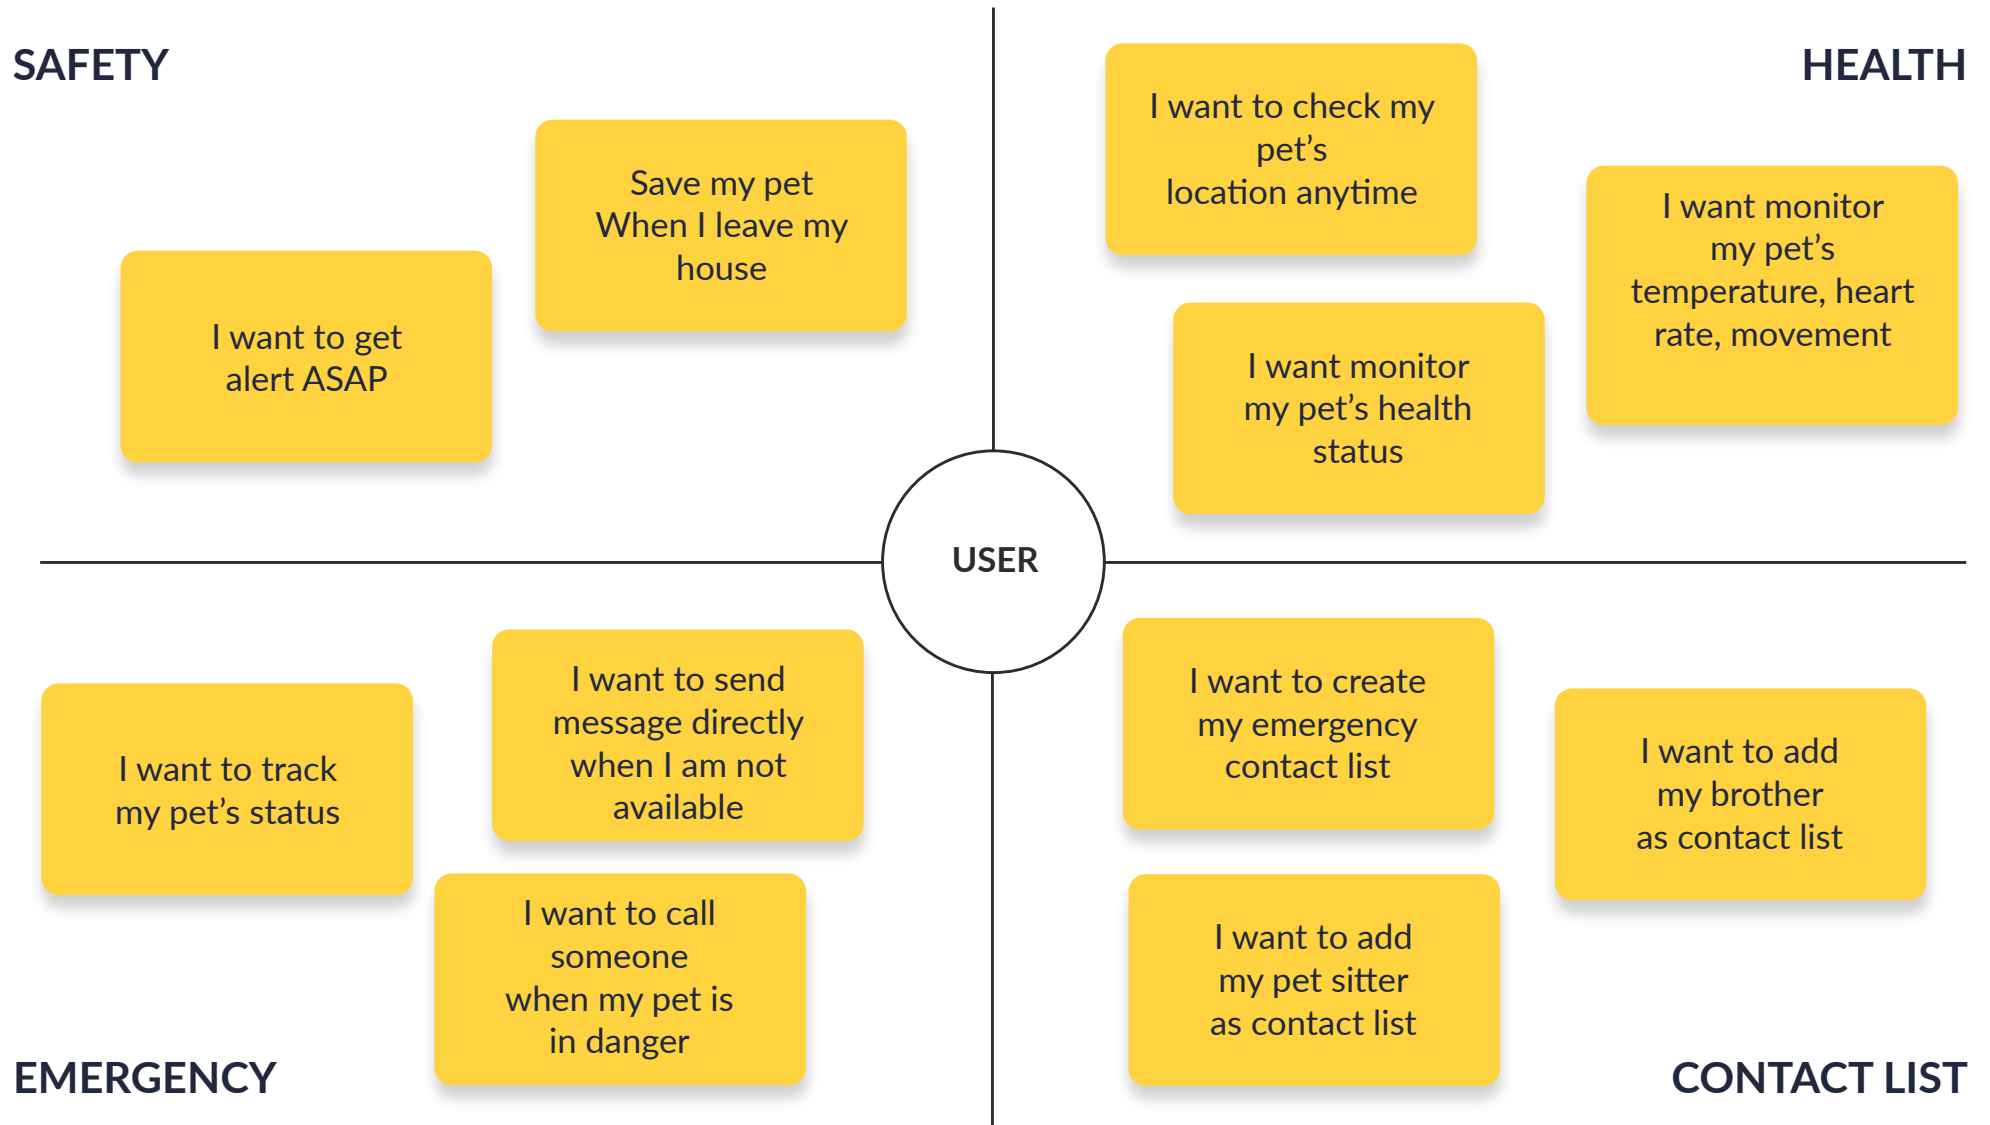 SAFETY
Save my pet
When I leave my
house
I want to get
alert ASAP
HEALTH
I want to check my
pet’s
location anytime
I want monitor
my pet’s
temperature, heart
rate, movement
I want monitor
my pet’s health
status
USER
I want to send
message directly
when I am not
available
I want to track
my pet’s status
I want to call
someone
when my pet is
in danger
EMERGENCY
I want to create
my emergency
contact list
I want to add
my brother
as contact list
I want to add
my pet sitter
as contact list
CONTACT LIST